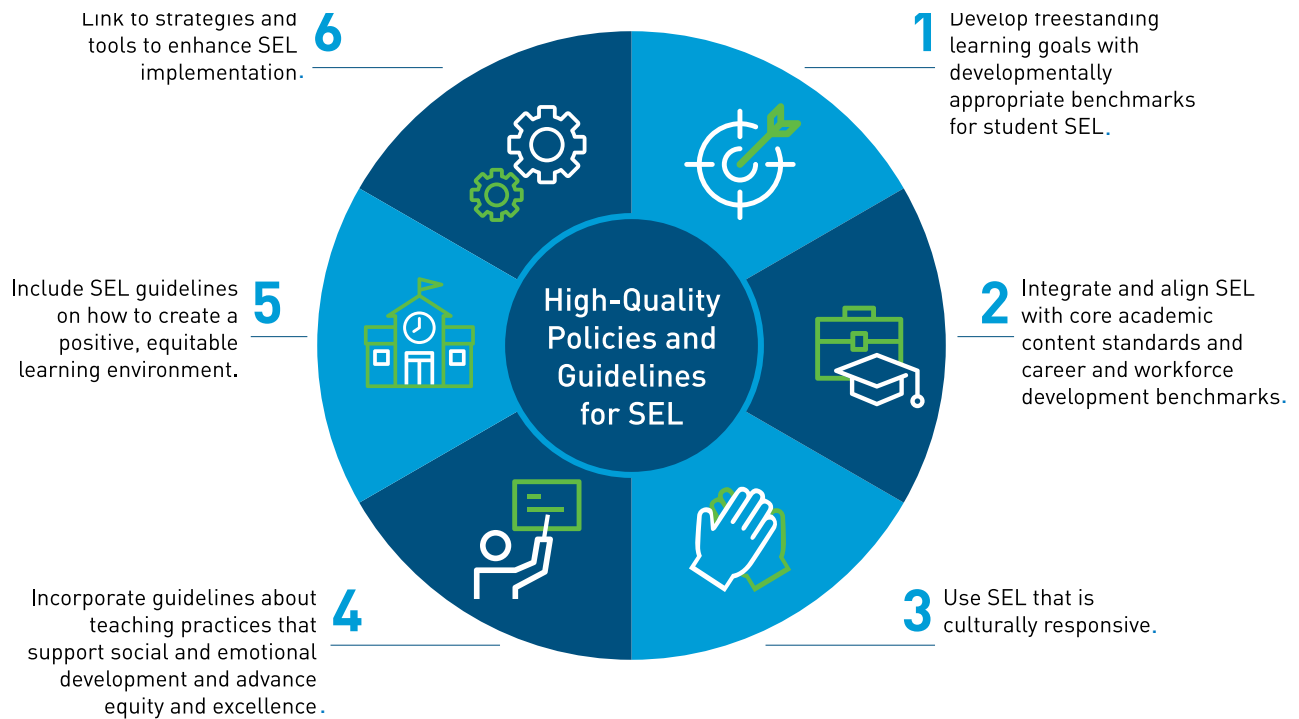 High-Quality
Policies and
Guidelines
for SEL
1
Develop freestanding
learning goals with
developmentally
appropriate benchmarks
for student SEL.
2
Integrate and align SEL
with core academic
content standards and
career and workforce
development benchmarks.
3
Use SEL that is
culturally responsive.
4
Incorporate guidelines about
teaching practices that
support social and emotional
development and advance
equity and excellence.
5
Include SEL guidelines
on how to create a
positive, equitable
learning environment.
6
Link to strategies and
tools to enhance SEL
implementation.